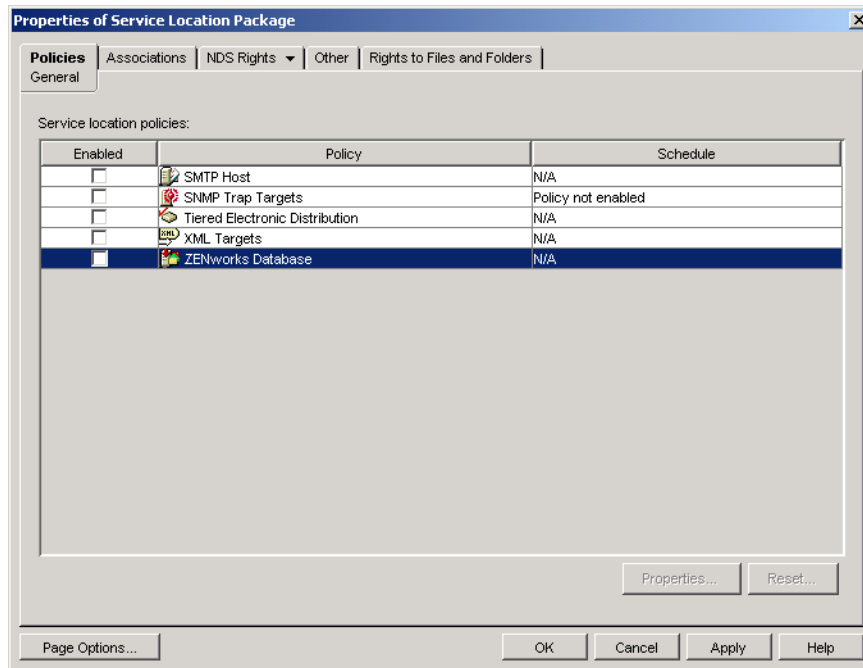 Properties of Service Location Package
Policies Associations NDS Rights Other Rights to Files and Folders
General
Service location policies:
Enabled Policy Schedule
SMTP Host N/A
SNMP Trap Targets Policy not enabled
Tiered Electronic Distribution N/A
XML Targets N/A
ZENworks Database N/A
Properties... Reset...
Page Options... OK Cancel Apply Help